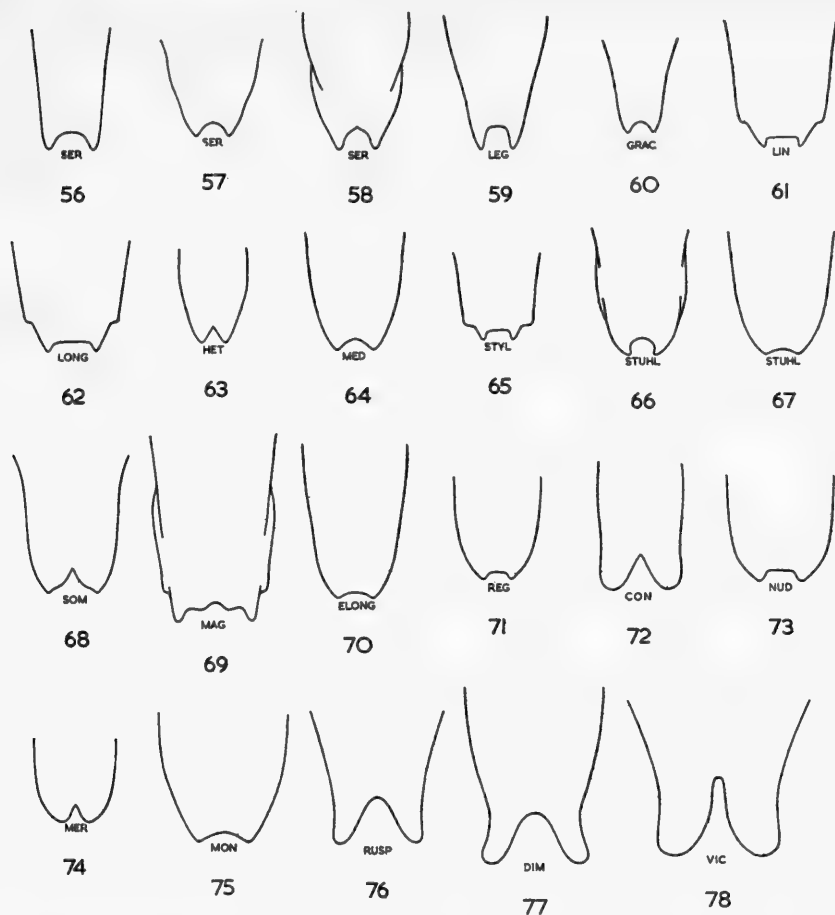 SER SER SER LEG GRAC LIN
56 57 58 59 60 61
LONG HET MED STYL STUHL STUHL
62 63 64 65 66 67
SOM MAG ELONG REG CON NUD
68 69 70 71 72 73
MER MON RUSP DIM VIC
74 75 76 77 78